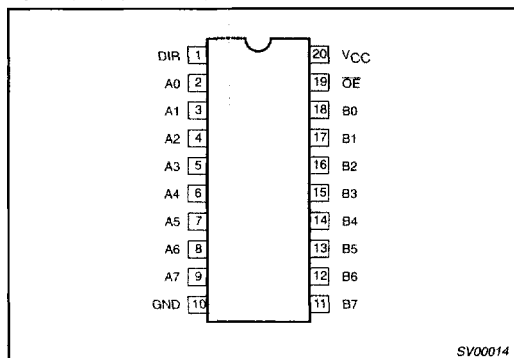 DIR 1 20 VCC
A0 2 19 OE
A1 3 18 B0
A2 4 17 B1
A3 5 16 B2
A4 6 15 B3
A5 7 14 B4
A6 8 13 B5
A7 9 12 B6
GND 10 11 B7
SV00014